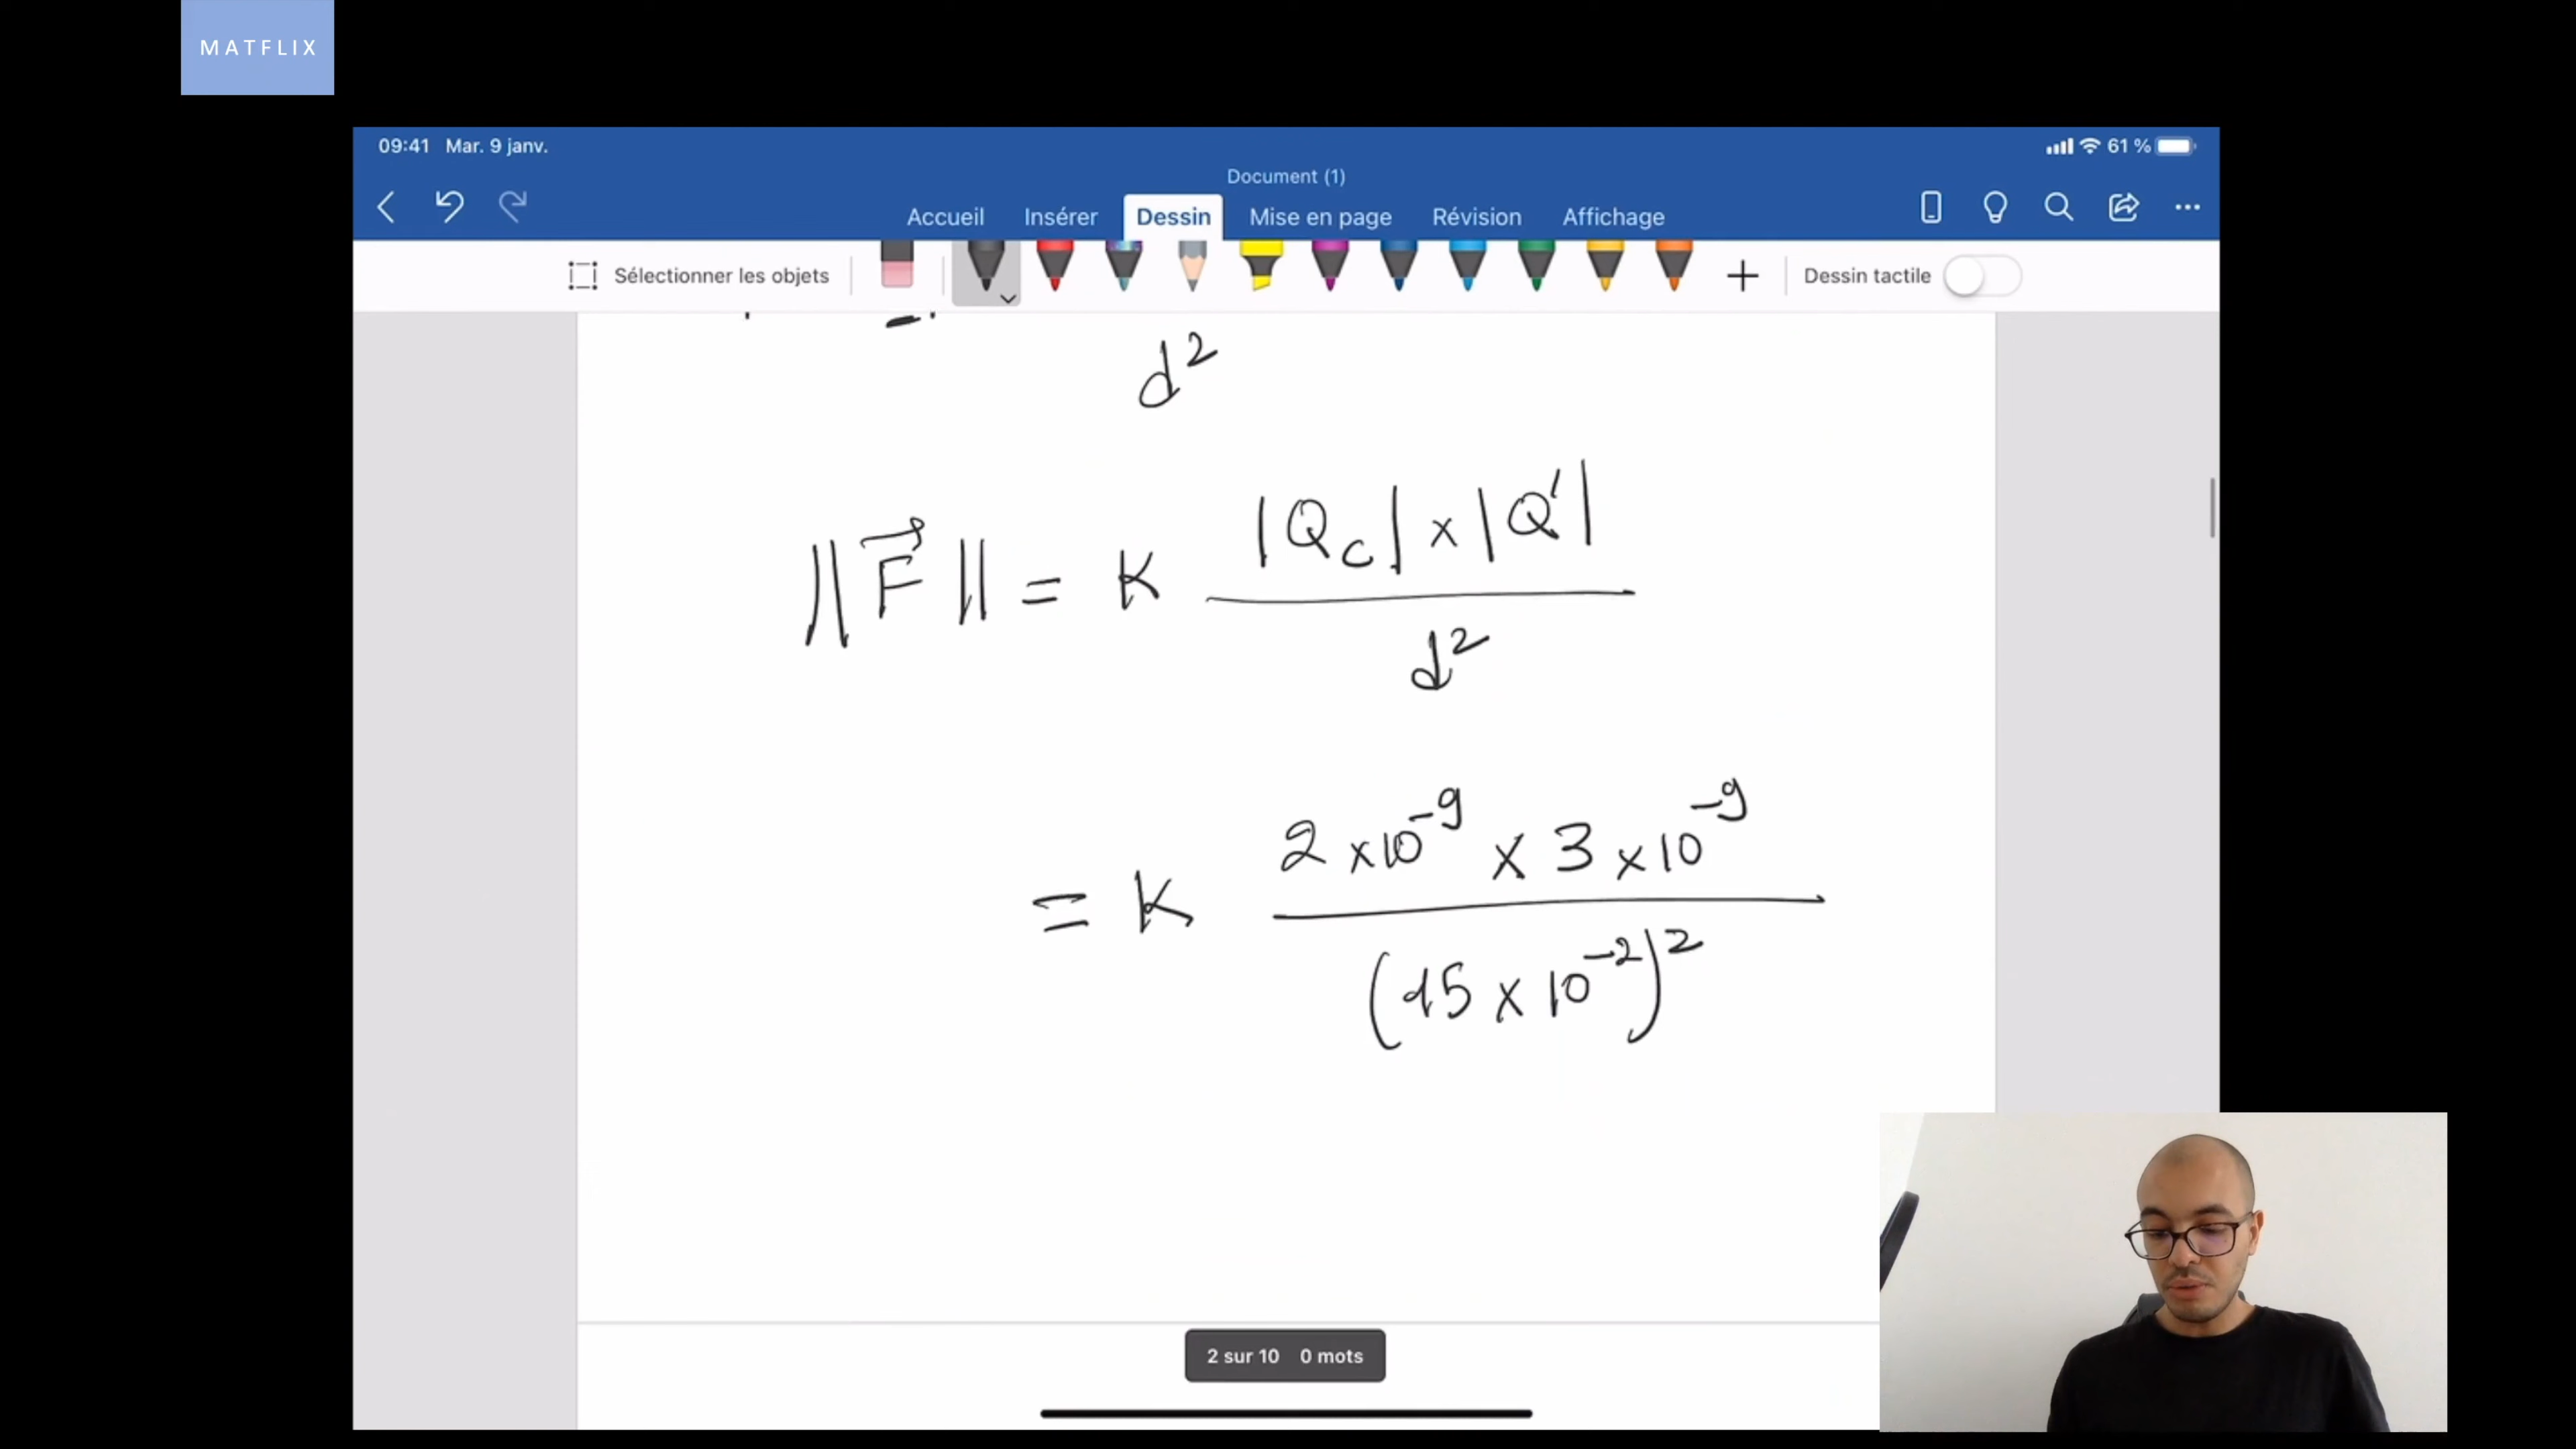 MATFLIX
09:41 Mar. 9 janv.
61 %
Document (1)
Accueil Insérer Dessin Mise en page Révision Affichage
Sélectionner les objets
Dessin tactile
d²
||F⃗|| = K |Qc| x |Q'|
d²
= K 2 x10⁻⁹ x 3 x10⁻⁹
(15 x 10⁻²)²
2 sur 10 0 mots